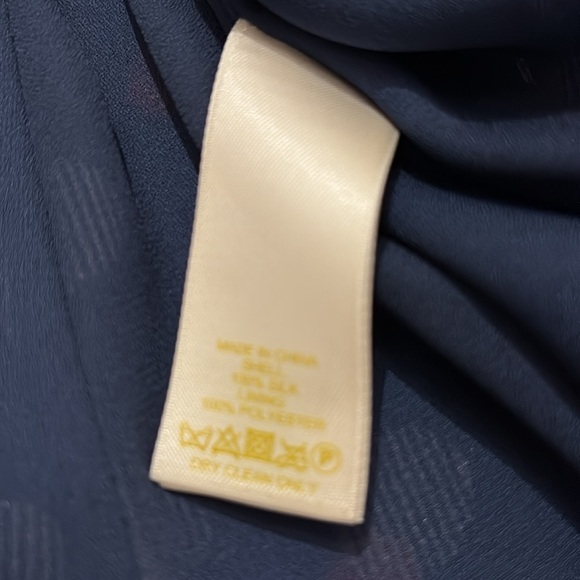 MADE IN CHINA
SHELL
100% SILK
LINING
100% POLYESTER
P
DRY CLEAN ONLY